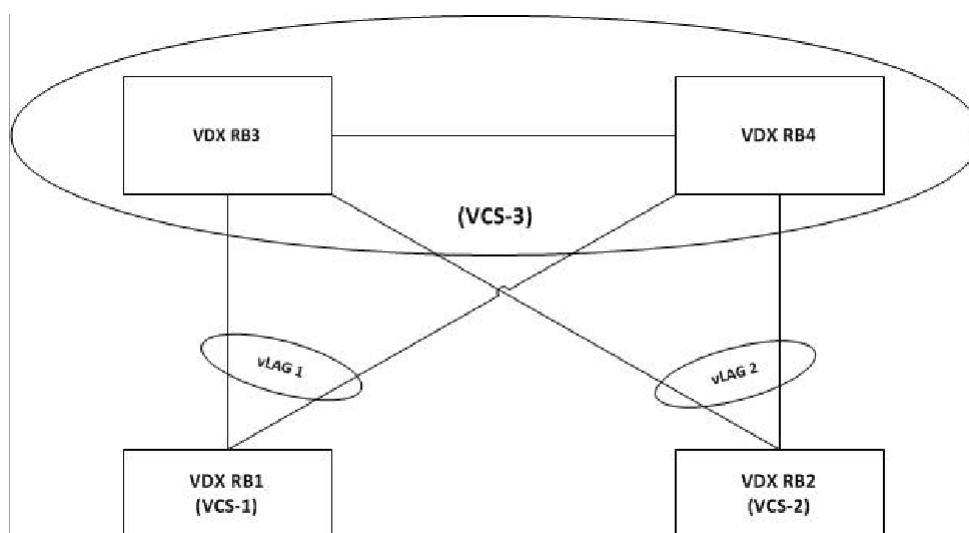 VDX RB3
VDX RB4
(VCS-3)
vLAG 1
vLAG 2
VDX RB1
(VCS-1)
VDX RB2
(VCS-2)